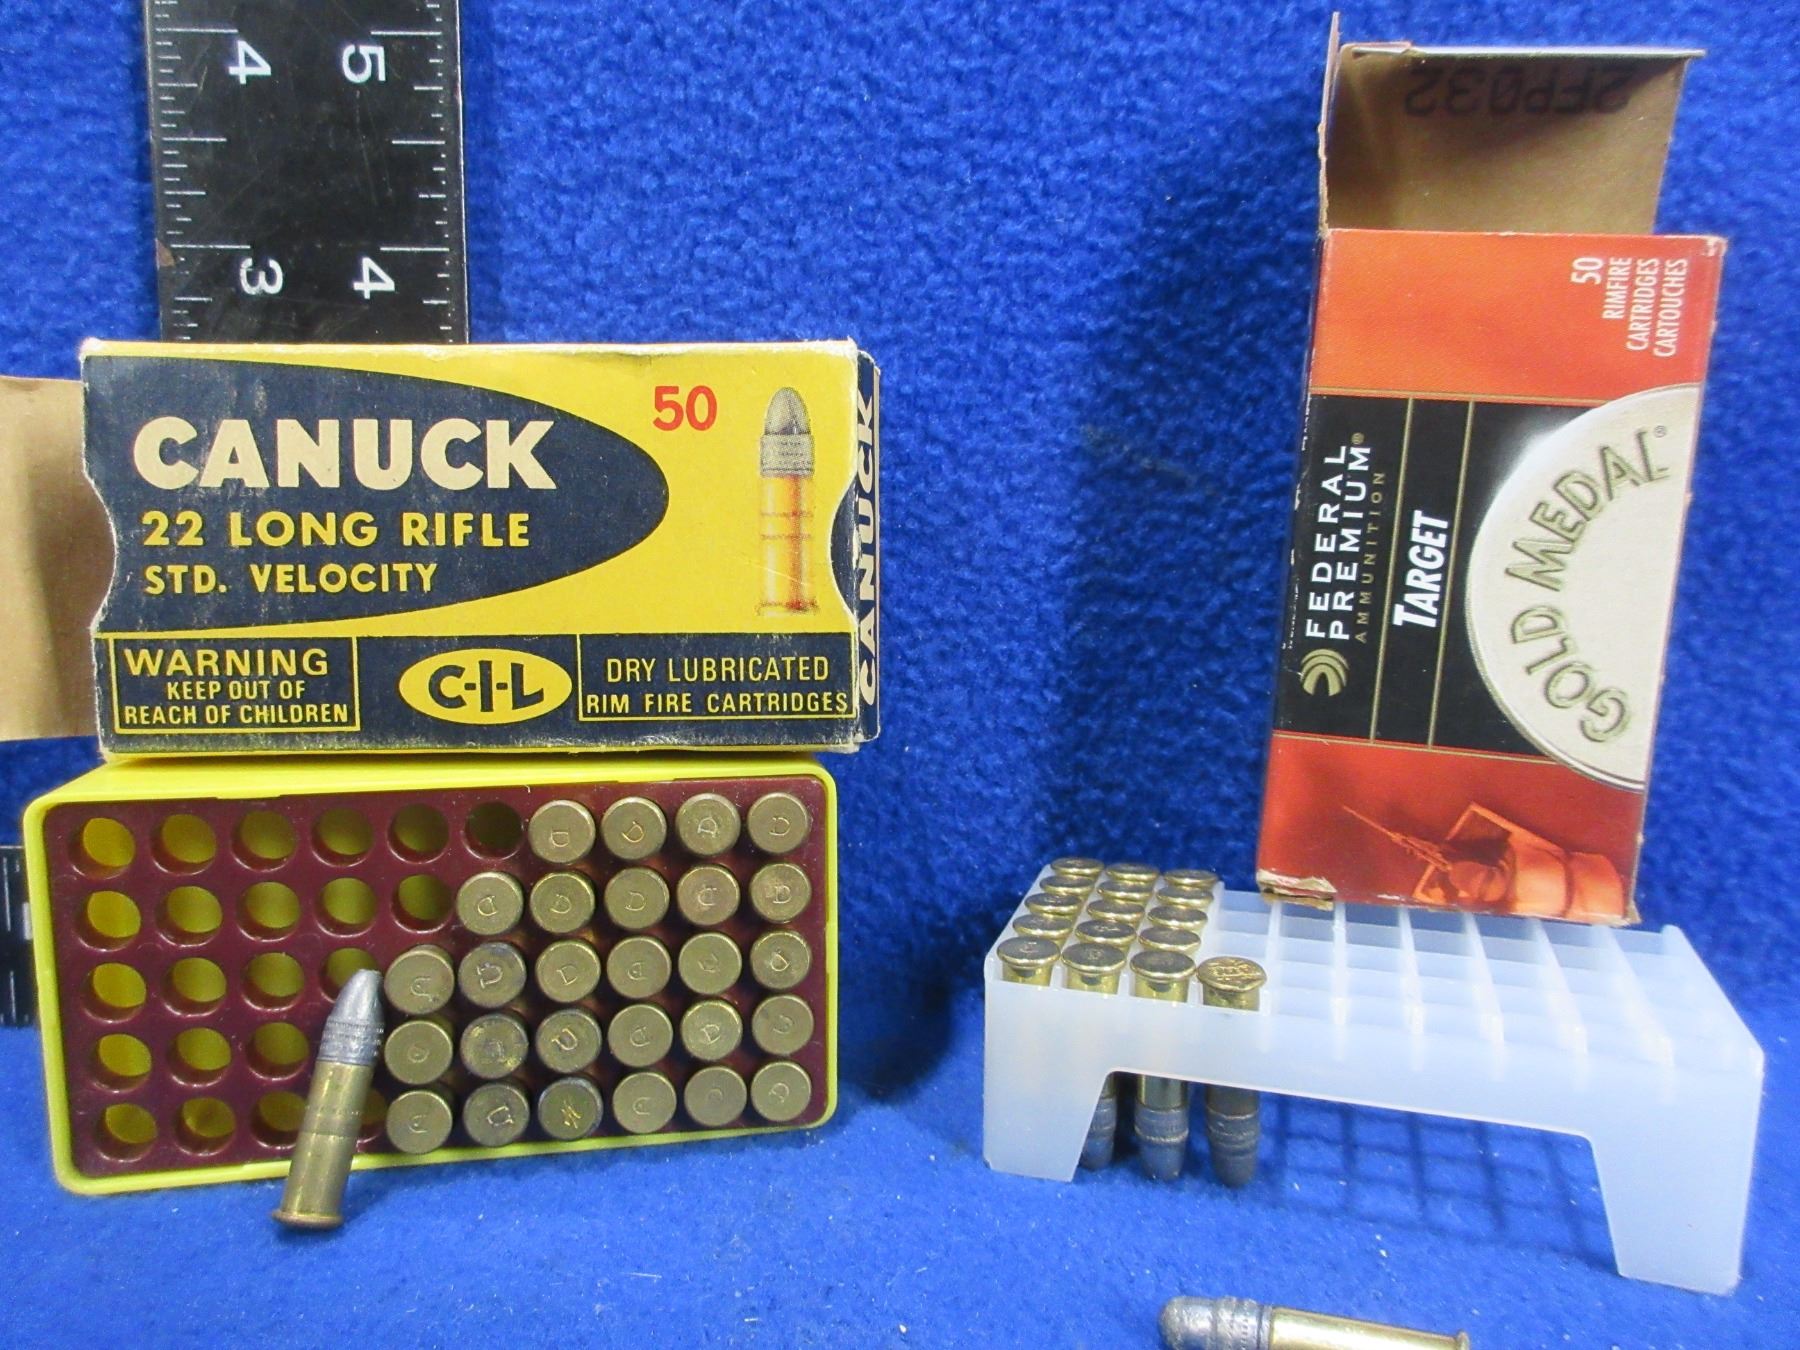 4 5
3 4
CANUCK
22 LONG RIFLE
STD. VELOCITY
50
WARNING
KEEP OUT OF
REACH OF CHILDREN
C-I-L
DRY LUBRICATED
RIM FIRE CARTRIDGES
CANUCK
2FP032
50
RIMFIRE
CARTRIDGES
CARTOUCHES
FEDERAL
PREMIUM®
AMMUNITION
TARGET
GOLD MEDAL®